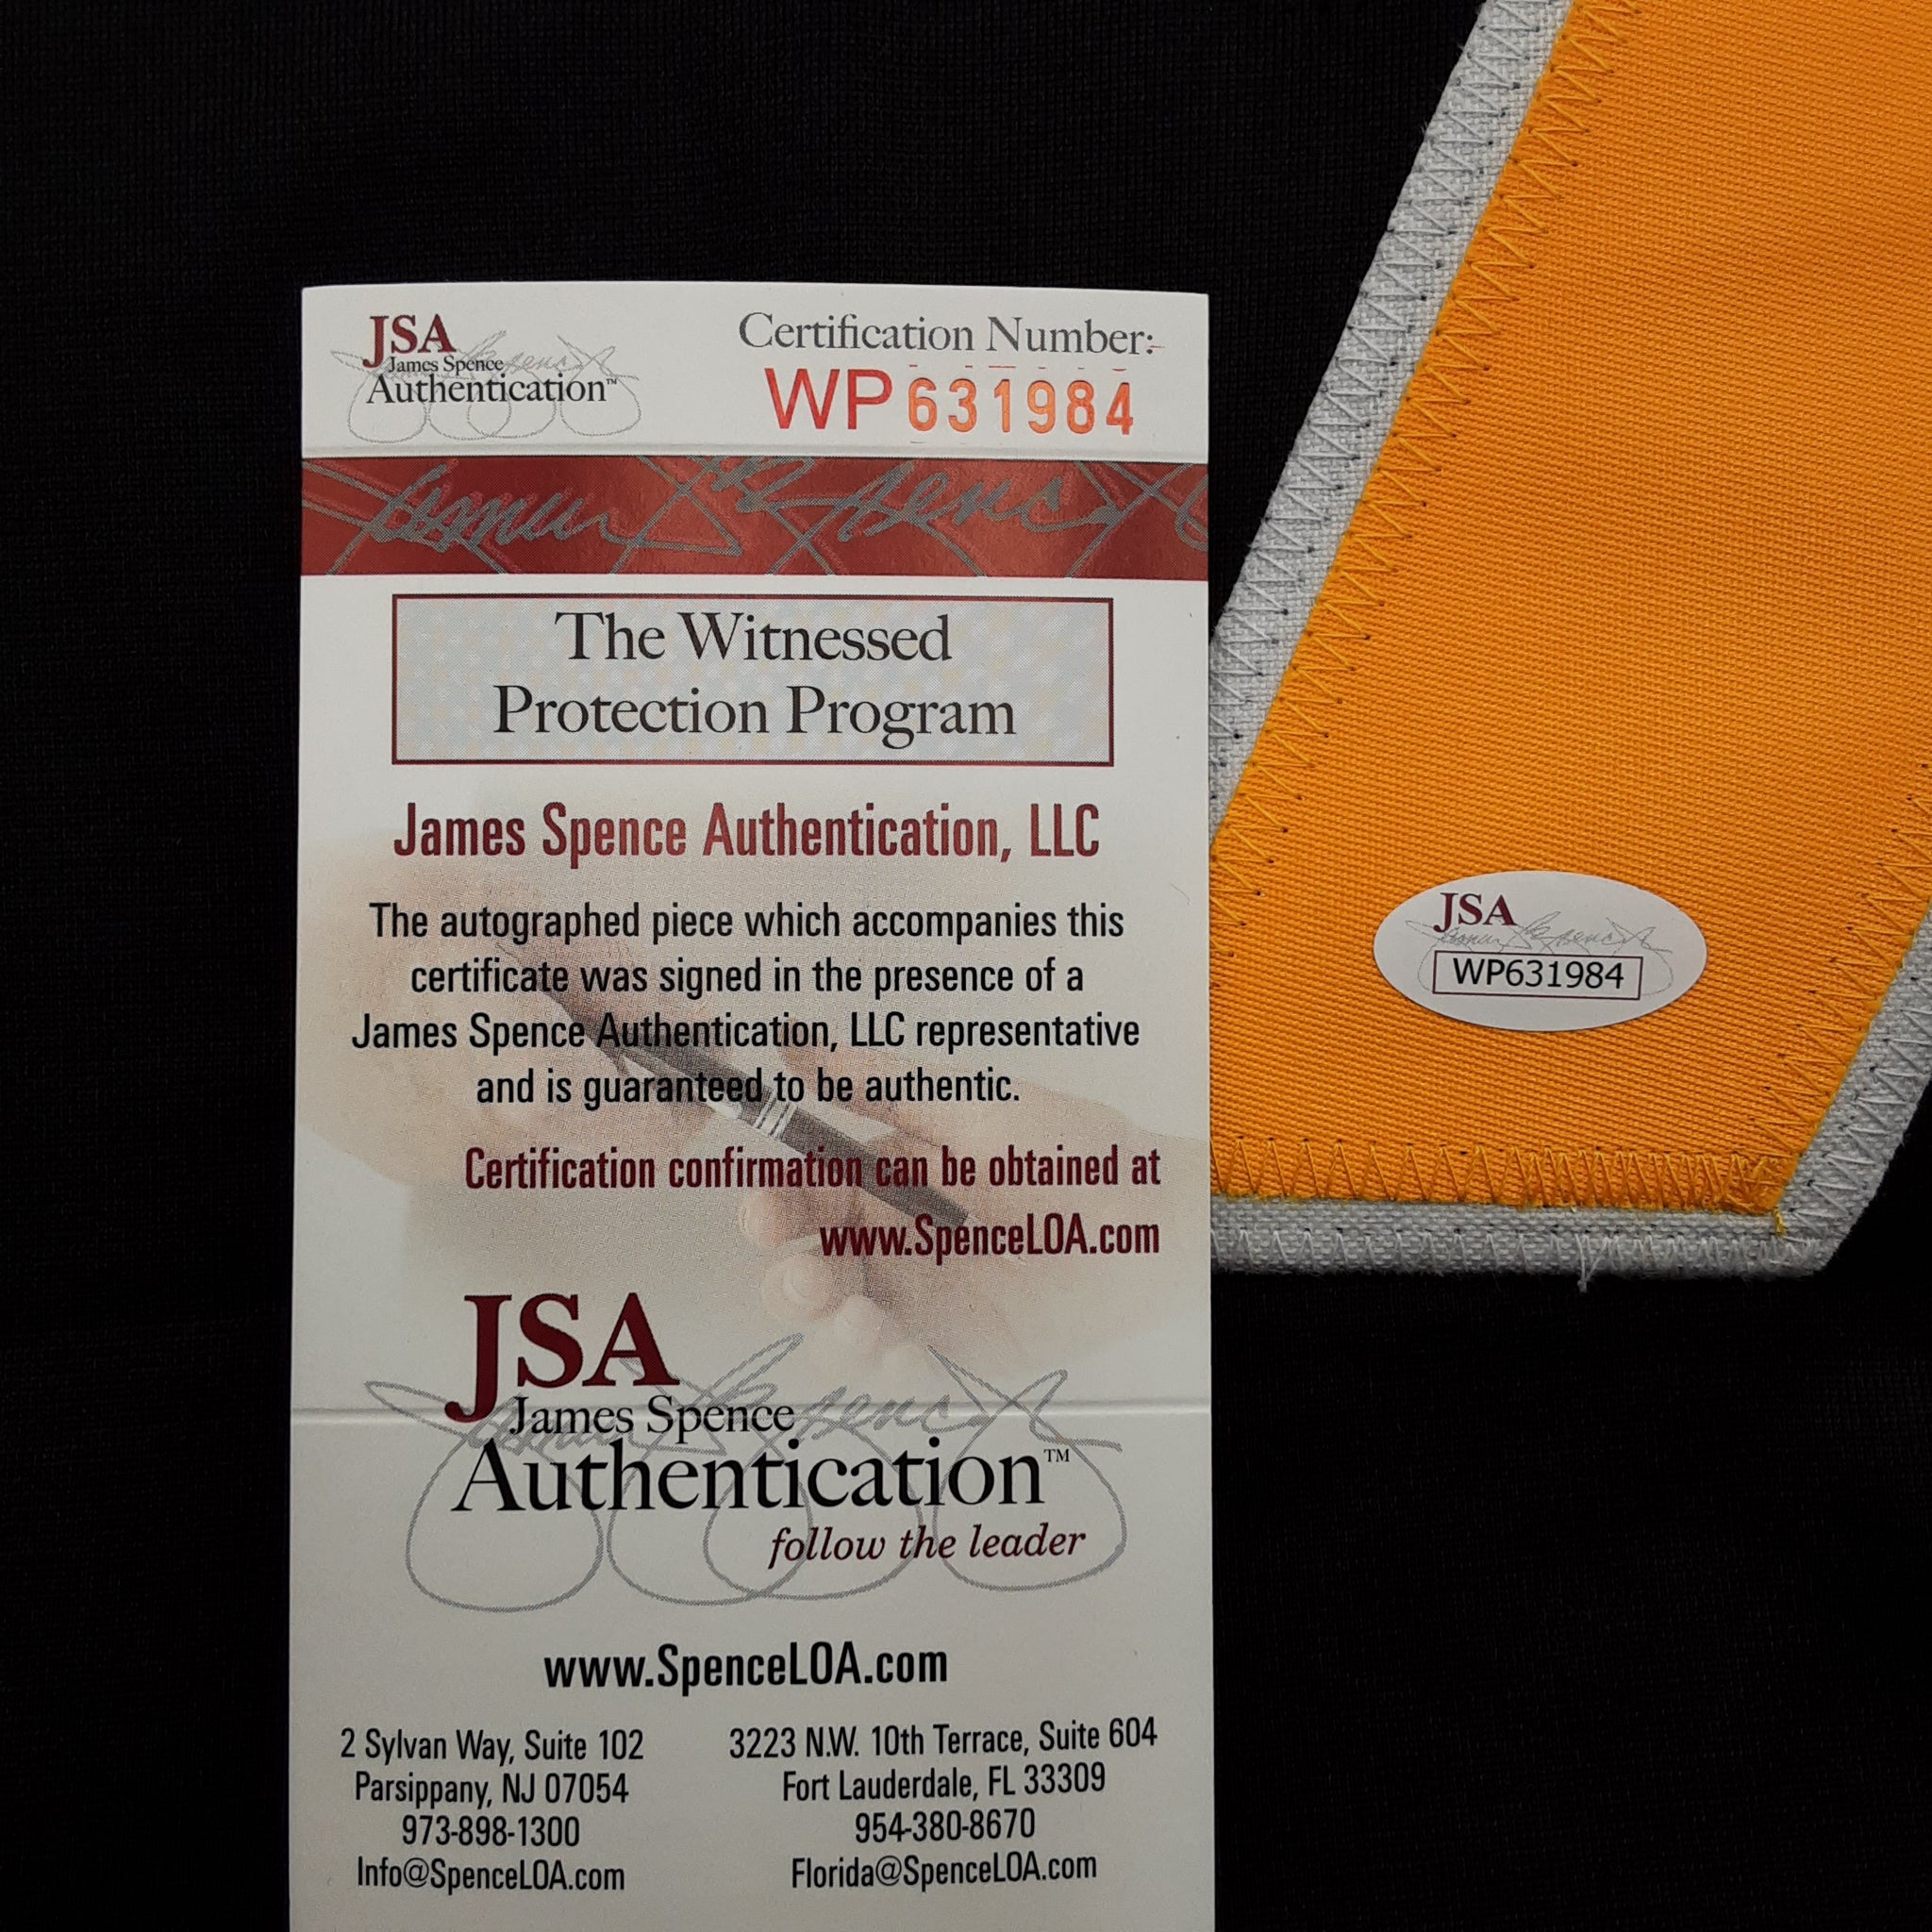 JSA
James Spence
Authentication™
Certification Number:
WP631984
The Witnessed
Protection Program
James Spence Authentication, LLC
The autographed piece which accompanies this
certificate was signed in the presence of a
James Spence Authentication, LLC representative
and is guaranteed to be authentic.
Certification confirmation can be obtained at
www.SpenceLOA.com
JSA
James Spence
Authentication™
follow the leader
www.SpenceLOA.com
2 Sylvan Way, Suite 102
Parsippany, NJ 07054
973-898-1300
Info@SpenceLOA.com
3223 N.W. 10th Terrace, Suite 604
Fort Lauderdale, FL 33309
954-380-8670
Florida@SpenceLOA.com
JSA
WP631984